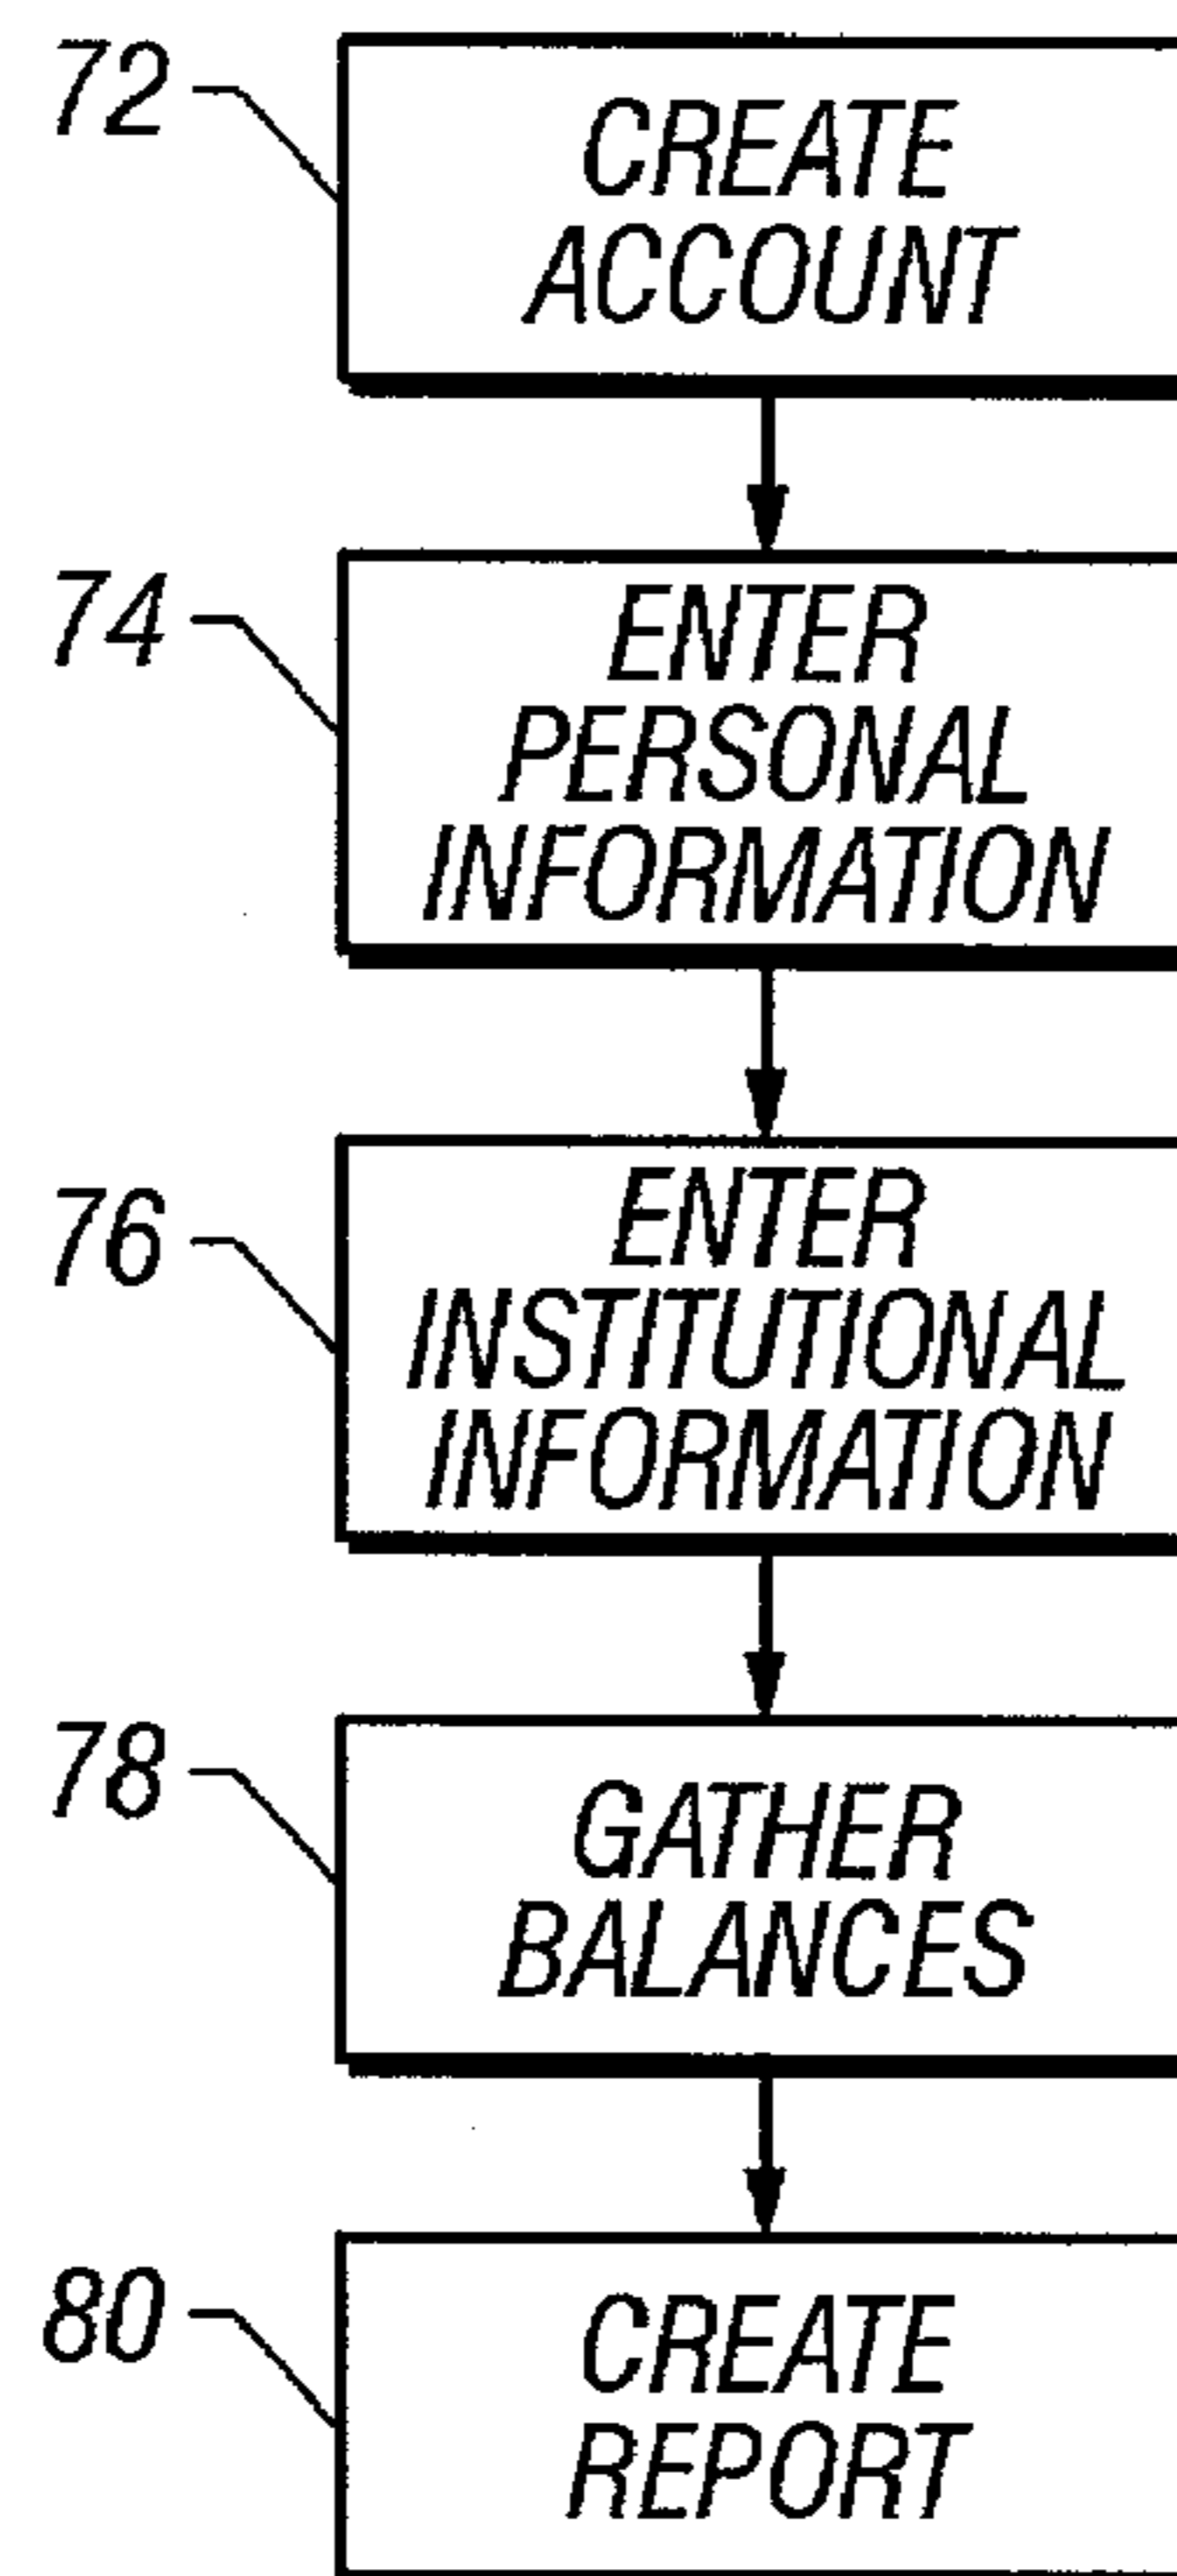 72
CREATE
ACCOUNT
74
ENTER
PERSONAL
INFORMATION
76
ENTER
INSTITUTIONAL
INFORMATION
78
GATHER
BALANCES
80
CREATE
REPORT